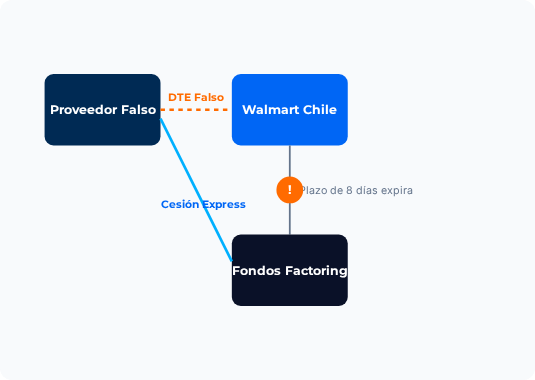 DTE Falso
Proveedor Falso
Walmart Chile
!
Plazo de 8 días expira
Cesión Express
Fondos Factoring